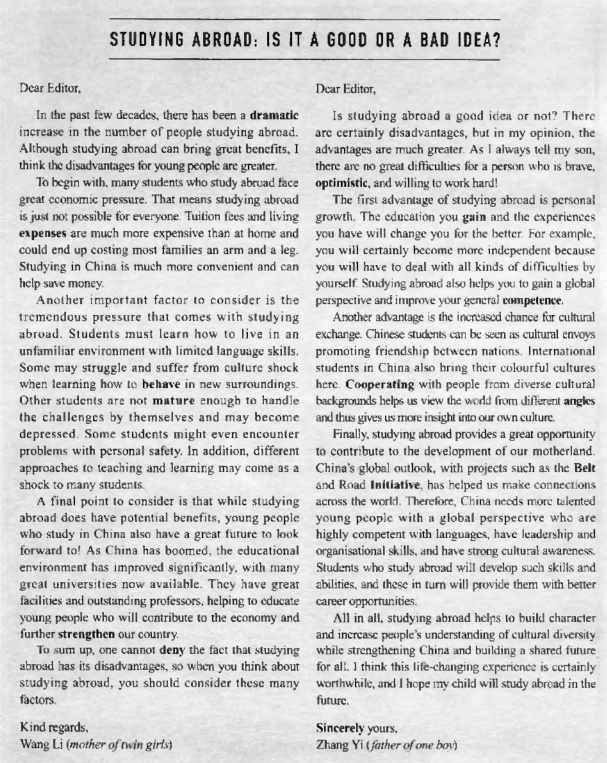 STUDYING ABROAD: IS IT A GOOD OR A BAD IDEA?
Dear Editor,
In the past few decades, there has been a dramatic
increase in the number of people studying abroad.
Although studying abroad can bring great benefits, I
think the disadvantages for young people are greater.
To begin with, many students who study abroad face
great economic pressure. That means studying abroad
is just not possible for everyone. Tuition fees and living
expenses are much more expensive than at home and
could end up costing most families an arm and a leg.
Studying in China is much more convenient and can
help save money.
Another important factor to consider is the
tremendous pressure that comes with studying
abroad. Students must learn how to live in an
unfamiliar environment with limited language skills.
Some may struggle and suffer from culture shock
when learning how to behave in new surroundings.
Other students are not mature enough to handle
the challenges by themselves and may become
depressed. Some students might even encounter
problems with personal safety. In addition, different
approaches to teaching and learning may come as a
shock to many students.
A final point to consider is that while studying
abroad does have potential benefits, young people
who study in China also have a great future to look
forward to! As China has boomed, the educational
environment has improved significantly, with many
great universities now available. They have great
facilities and outstanding professors, helping to educate
young people who will contribute to the economy and
further strengthen our country.
To sum up, one cannot deny the fact that studying
abroad has its disadvantages, so when you think about
studying abroad, you should consider these many
factors.
Kind regards,
Wang Li (mother of twin girls)
Dear Editor,
Is studying abroad a good idea or not? There
are certainly disadvantages, but in my opinion, the
advantages are much greater. As I always tell my son,
there are no great difficulties for a person who is brave,
optimistic, and willing to work hard!
The first advantage of studying abroad is personal
growth. The education you gain and the experiences
you have will change you for the better. For example,
you will certainly become more independent because
you will have to deal with all kinds of difficulties by
yourself. Studying abroad also helps you to gain a global
perspective and improve your general competence.
Another advantage is the increased chance for cultural
exchange. Chinese students can be seen as cultural envoys
promoting friendship between nations. International
students in China also bring their colourful cultures
here. Cooperating with people from diverse cultural
backgrounds helps us view the world from different angles
and thus gives us more insight into our own culture.
Finally, studying abroad provides a great opportunity
to contribute to the development of our motherland.
China's global outlook, with projects such as the Belt
and Road Initiative, has helped us make connections
across the world. Therefore, China needs more talented
young people with a global perspective who are
highly competent with languages, have leadership and
organisational skills, and have strong cultural awareness.
Students who study abroad will develop such skills and
abilities, and these in turn will provide them with better
career opportunities.
All in all, studying abroad helps to build character
and increase people's understanding of cultural diversity
while strengthening China and building a shared future
for all. I think this life-changing experience is certainly
worthwhile, and I hope my child will study abroad in the
future.
Sincerely yours,
Zhang Yi (father of one boy)